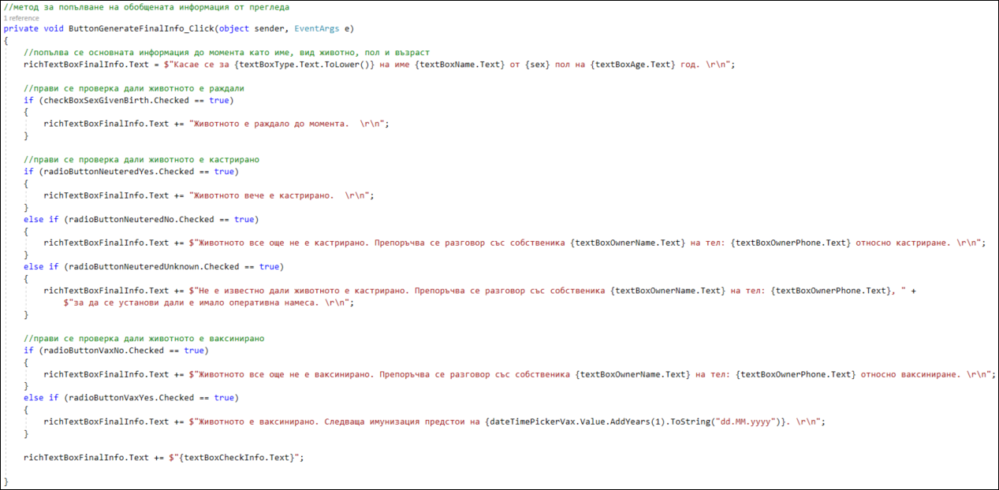 //метод за попълване на обобщената информация от прегледа
1 reference
private void ButtonGenerateFinalInfo_Click(object sender, EventArgs e)
{
//попълва се основната информация до момента като име, вид животно, пол и възраст
richTextBoxFinalInfo.Text = $"Касае се за {textBoxType.Text.ToLower()} на име {textBoxName.Text} от {sex} пол на {textBoxAge.Text} год. \r\n";
//прави се проверка дали животното е раждали
if (checkBoxSexGivenBirth.Checked == true)
{
richTextBoxFinalInfo.Text += "Животното е раждало до момента.  \r\n";
}
//прави се проверка дали животното е кастрирано
if (radioButtonNeuteredYes.Checked == true)
{
richTextBoxFinalInfo.Text += "Животното вече е кастрирано.  \r\n";
}
else if (radioButtonNeuteredNo.Checked == true)
{
richTextBoxFinalInfo.Text += $"Животното все още не е кастрирано. Препоръчва се разговор със собственика {textBoxOwnerName.Text} на тел: {textBoxOwnerPhone.Text} относно кастриране. \r\n";
}
else if (radioButtonNeuteredUnknown.Checked == true)
{
richTextBoxFinalInfo.Text += $"Не е известно дали животното е кастрирано. Препоръчва се разговор със собственика {textBoxOwnerName.Text} на тел: {textBoxOwnerPhone.Text}, " +
$"за да се установи дали е имало оперативна намеса. \r\n";
}
//прави се проверка дали животното е ваксинирано
if (radioButtonVaxNo.Checked == true)
{
richTextBoxFinalInfo.Text += $"Животното все още не е ваксинирано. Препоръчва се разговор със собственика {textBoxOwnerName.Text} на тел: {textBoxOwnerPhone.Text} относно ваксиниране. \r\n";
}
else if (radioButtonVaxYes.Checked == true)
{
richTextBoxFinalInfo.Text += $"Животното е ваксинирано. Следваща имунизация предстои на {dateTimePickerVax.Value.AddYears(1).ToString("dd.MM.yyyy")}. \r\n";
}
richTextBoxFinalInfo.Text += $"{textBoxCheckInfo.Text}";
}